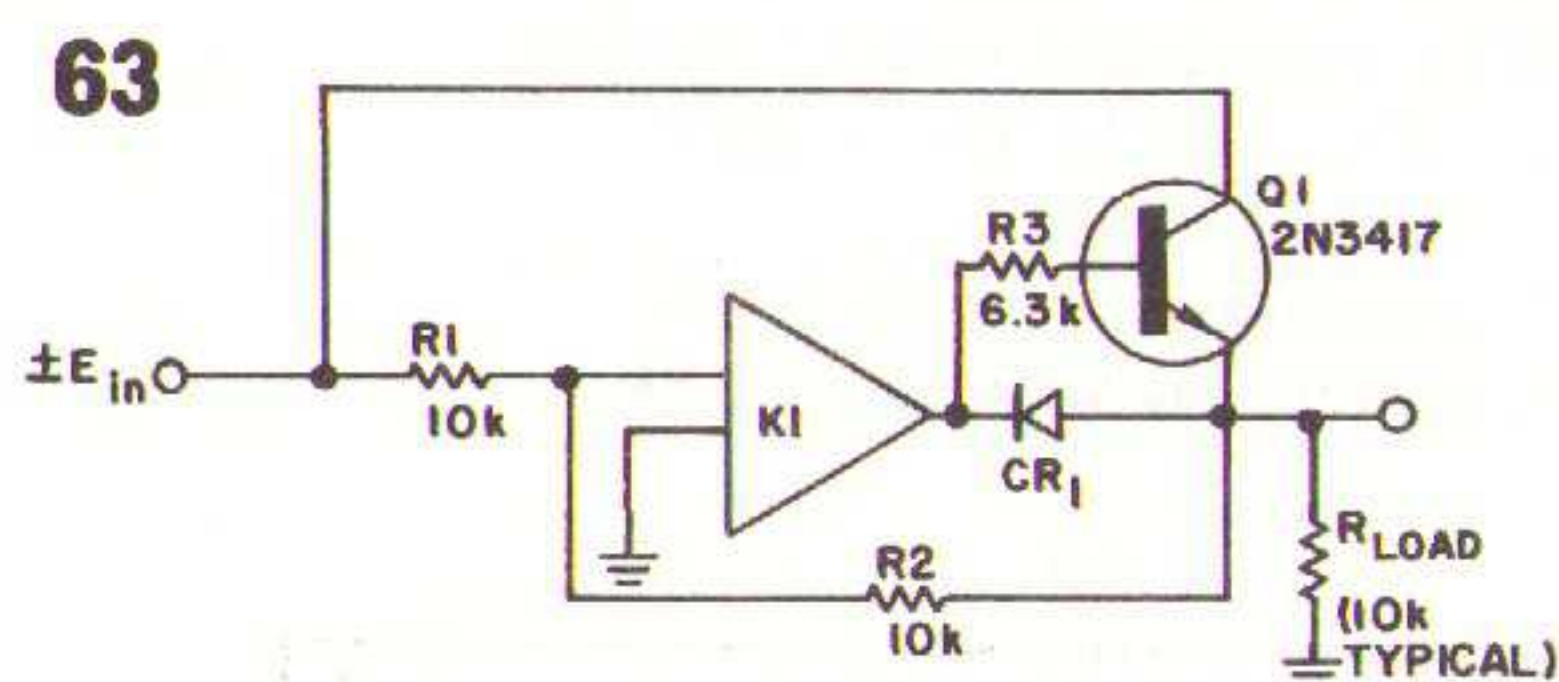 63
Q1
2N3417
R3
6.3k
±Ein
R1
10k
K1
CR1
R2
10k
RLOAD
(10k
TYPICAL)